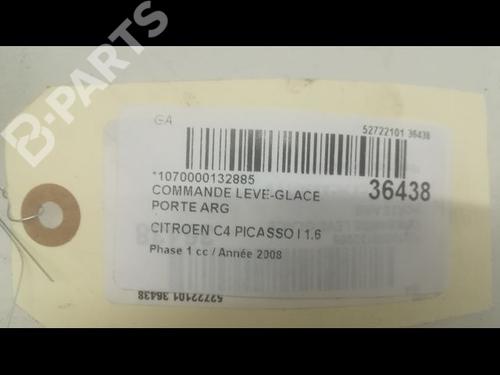 B-PARTS
GA
52722101 36438
*1070000132885
COMMANDE LEVE-GLACE
PORTE ARG
36438
CITROEN C4 PICASSO I 1.6
Phase 1 cc / Année 2008
52722101 36438